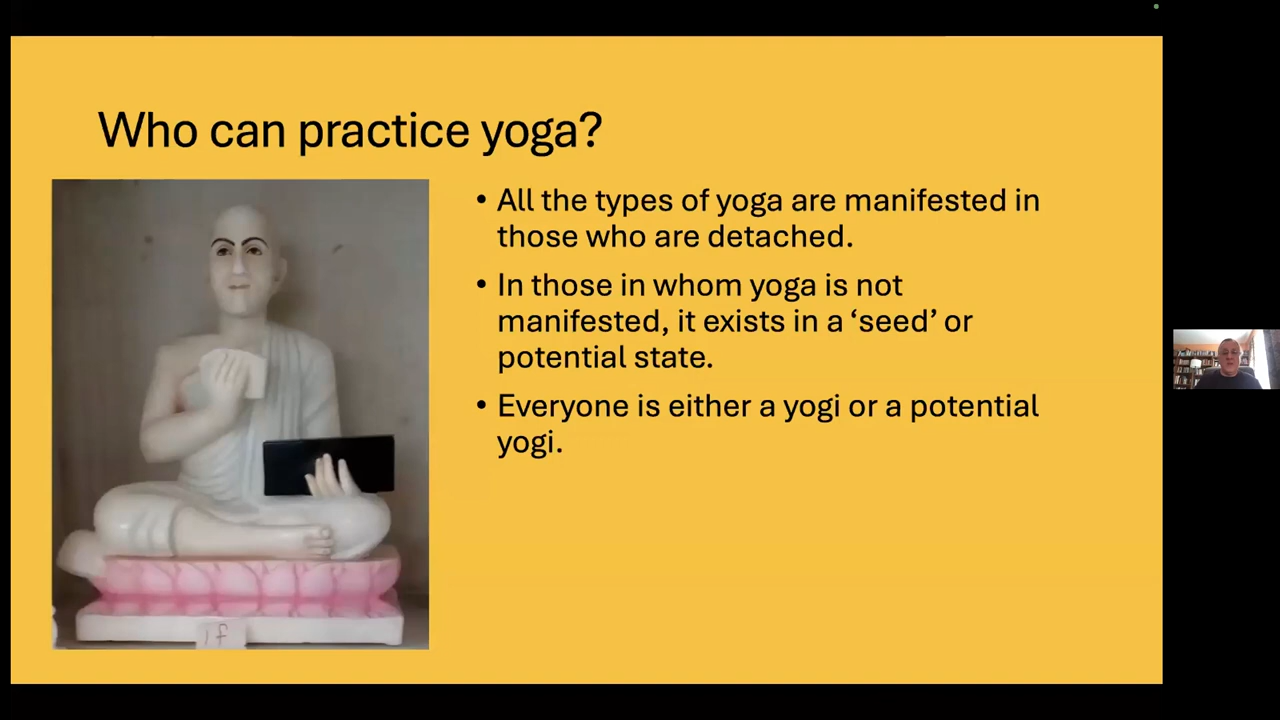 Who can practice yoga?
• All the types of yoga are manifested in
those who are detached.
• In those in whom yoga is not
manifested, it exists in a ‘seed’ or
potential state.
• Everyone is either a yogi or a potential
yogi.